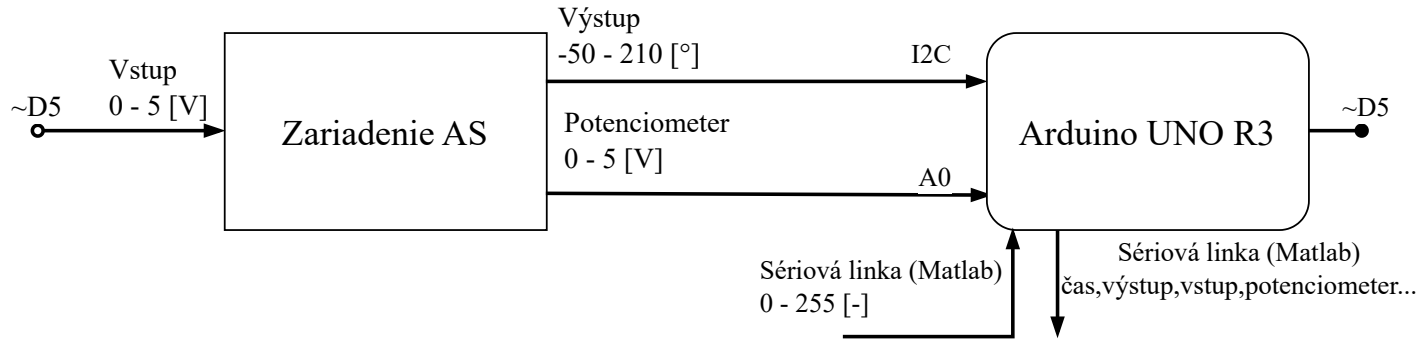 ~D5
Vstup
0 - 5 [V]
Zariadenie AS
Výstup
-50 - 210 [°]
I2C
Potenciometer
0 - 5 [V]
A0
Arduino UNO R3
~D5
Sériová linka (Matlab)
0 - 255 [-]
Sériová linka (Matlab)
čas,výstup,vstup,potenciometer...